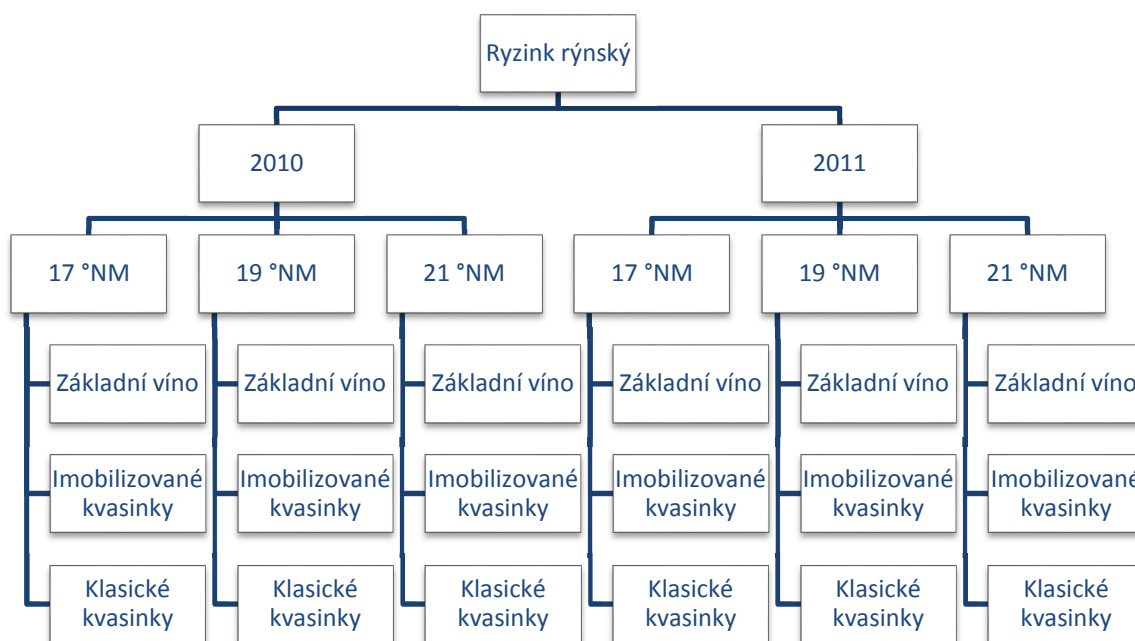 Ryzink rýnský
2010
2011
17 °NM
19 °NM
21 °NM
17 °NM
19 °NM
21 °NM
Základní víno
Základní víno
Základní víno
Základní víno
Základní víno
Základní víno
Imobilizované
kvasinky
Imobilizované
kvasinky
Imobilizované
kvasinky
Imobilizované
kvasinky
Imobilizované
kvasinky
Imobilizované
kvasinky
Klasické
kvasinky
Klasické
kvasinky
Klasické
kvasinky
Klasické
kvasinky
Klasické
kvasinky
Klasické
kvasinky